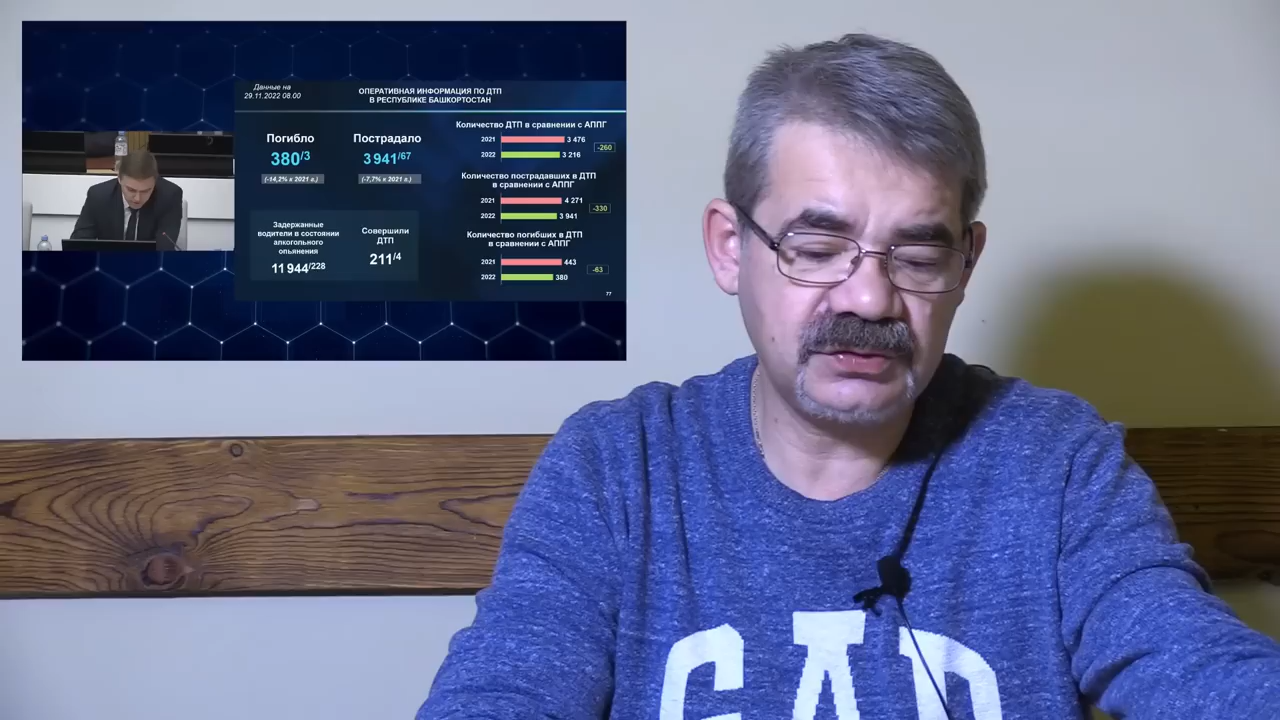 Данные на
29.11.2022 08.00
ОПЕРАТИВНАЯ ИНФОРМАЦИЯ ПО ДТП
В РЕСПУБЛИКЕ БАШКОРТОСТАН
Погибло
380/3
(-14,2% к 2021 г.)
Пострадало
3 941/67
(-7,7% к 2021 г.)
Задержанные
водители в состоянии
алкогольного
опьянения
11 944/228
Совершили
ДТП
211/4
Количество ДТП в сравнении с АППГ
2021 3 476
2022 3 216
-260
Количество пострадавших в ДТП
в сравнении с АППГ
2021 4 271
2022 3 941
-330
Количество погибших в ДТП
в сравнении с АППГ
2021 443
2022 380
-63
77
GAP